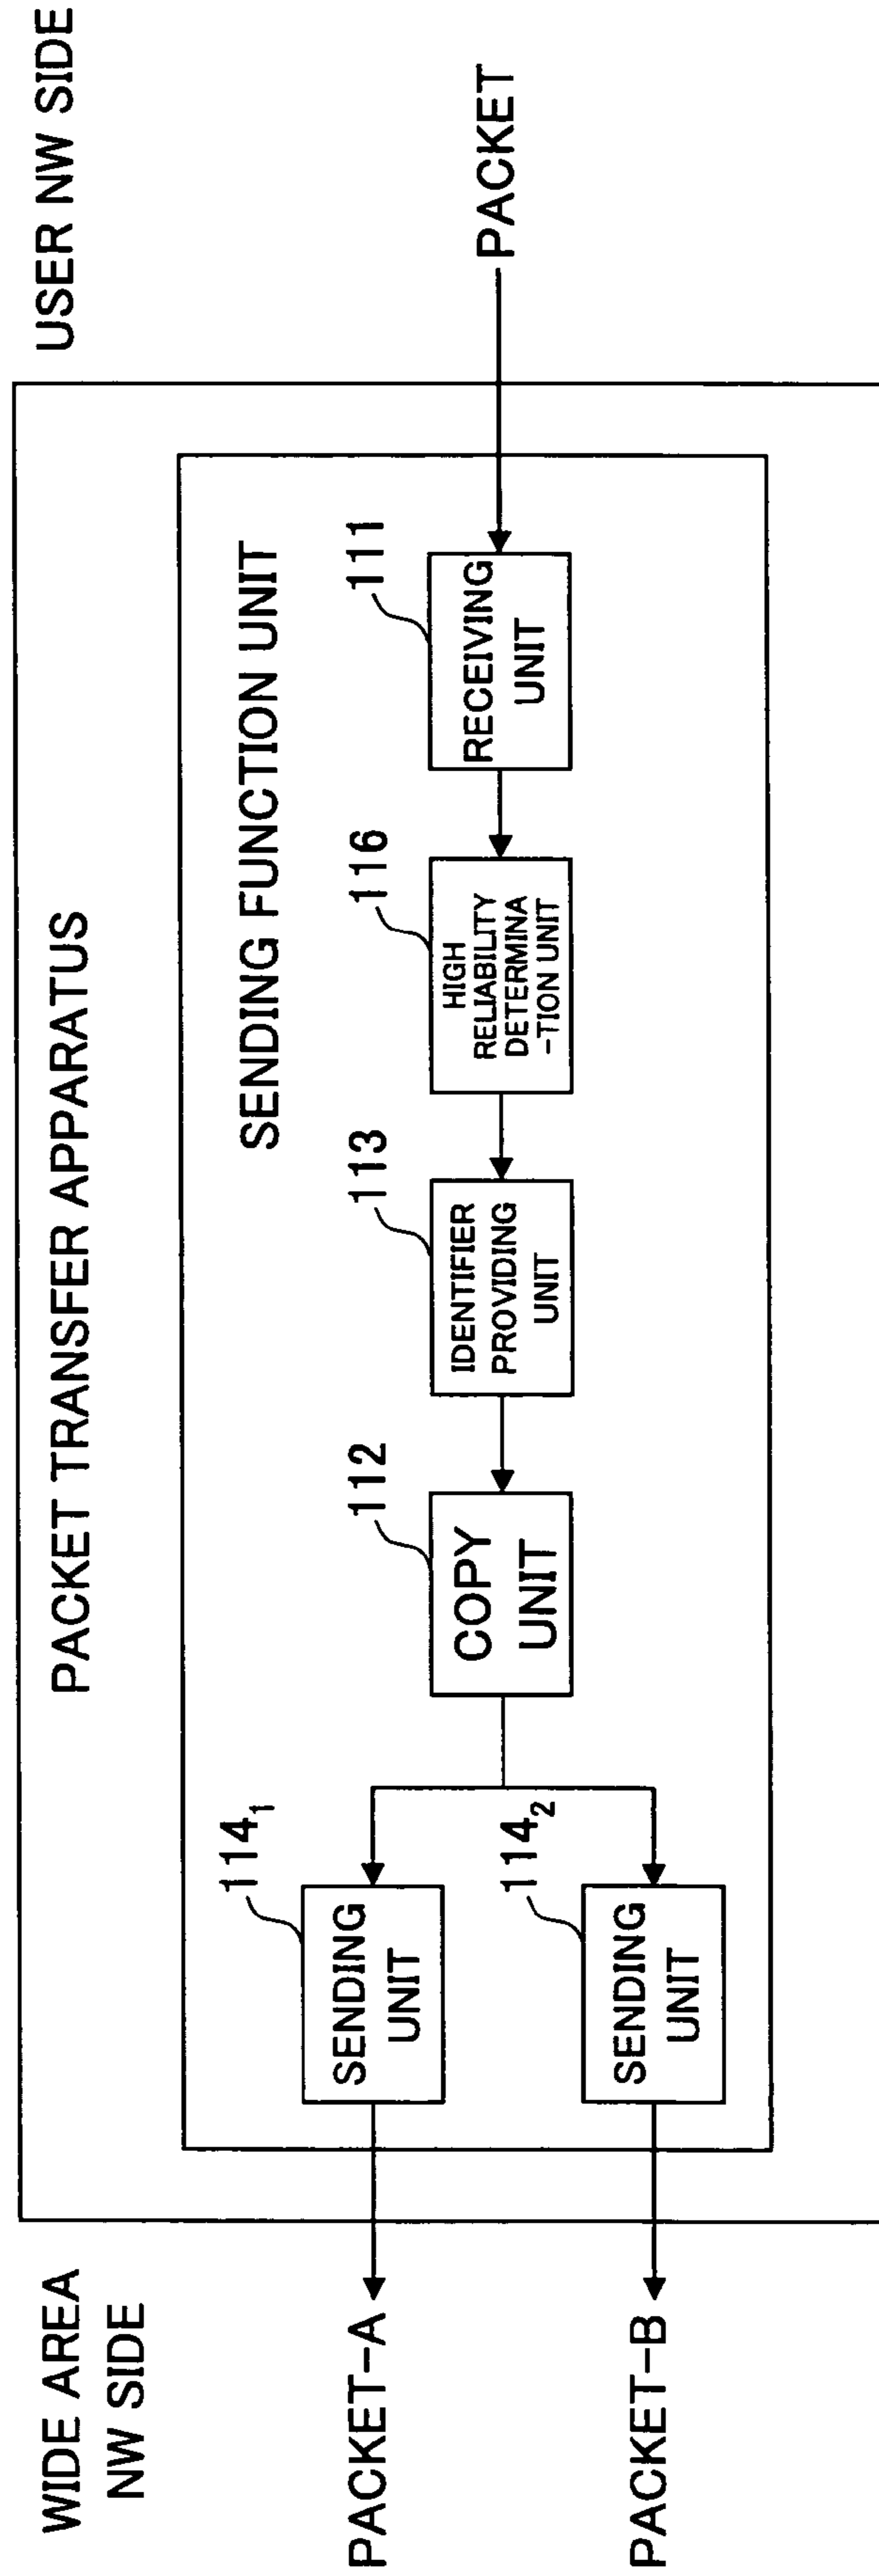 WIDE AREA
NW SIDE
PACKET TRANSFER APPARATUS
USER NW SIDE
SENDING FUNCTION UNIT
PACKET-A
114₁
SENDING
UNIT
PACKET-B
114₂
SENDING
UNIT
112
COPY
UNIT
113
IDENTIFIER
PROVIDING
UNIT
116
HIGH
RELIABILITY
DETERMINA
-TION UNIT
111
RECEIVING
UNIT
PACKET